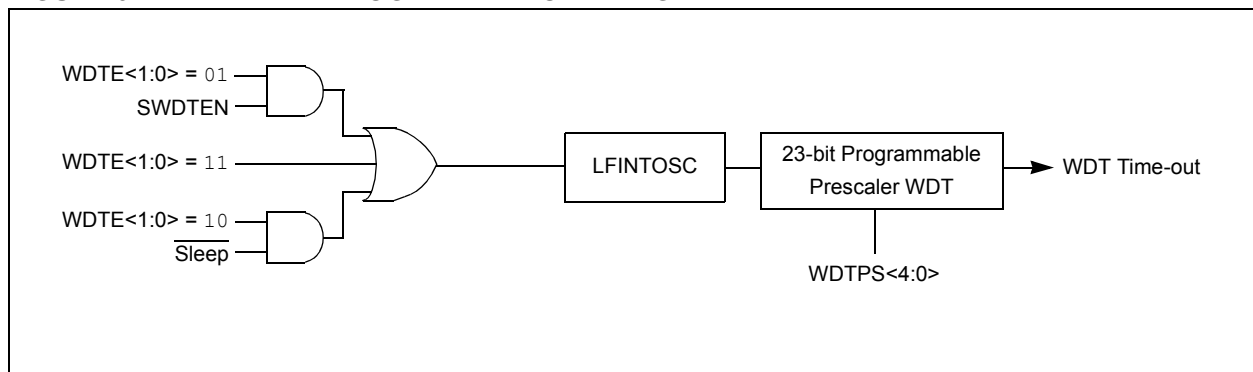 WDTE<1:0> = 01
SWDTEN
WDTE<1:0> = 11
WDTE<1:0> = 10
Sleep
LFINTOSC
23-bit Programmable
Prescaler WDT
WDT Time-out
WDTPS<4:0>